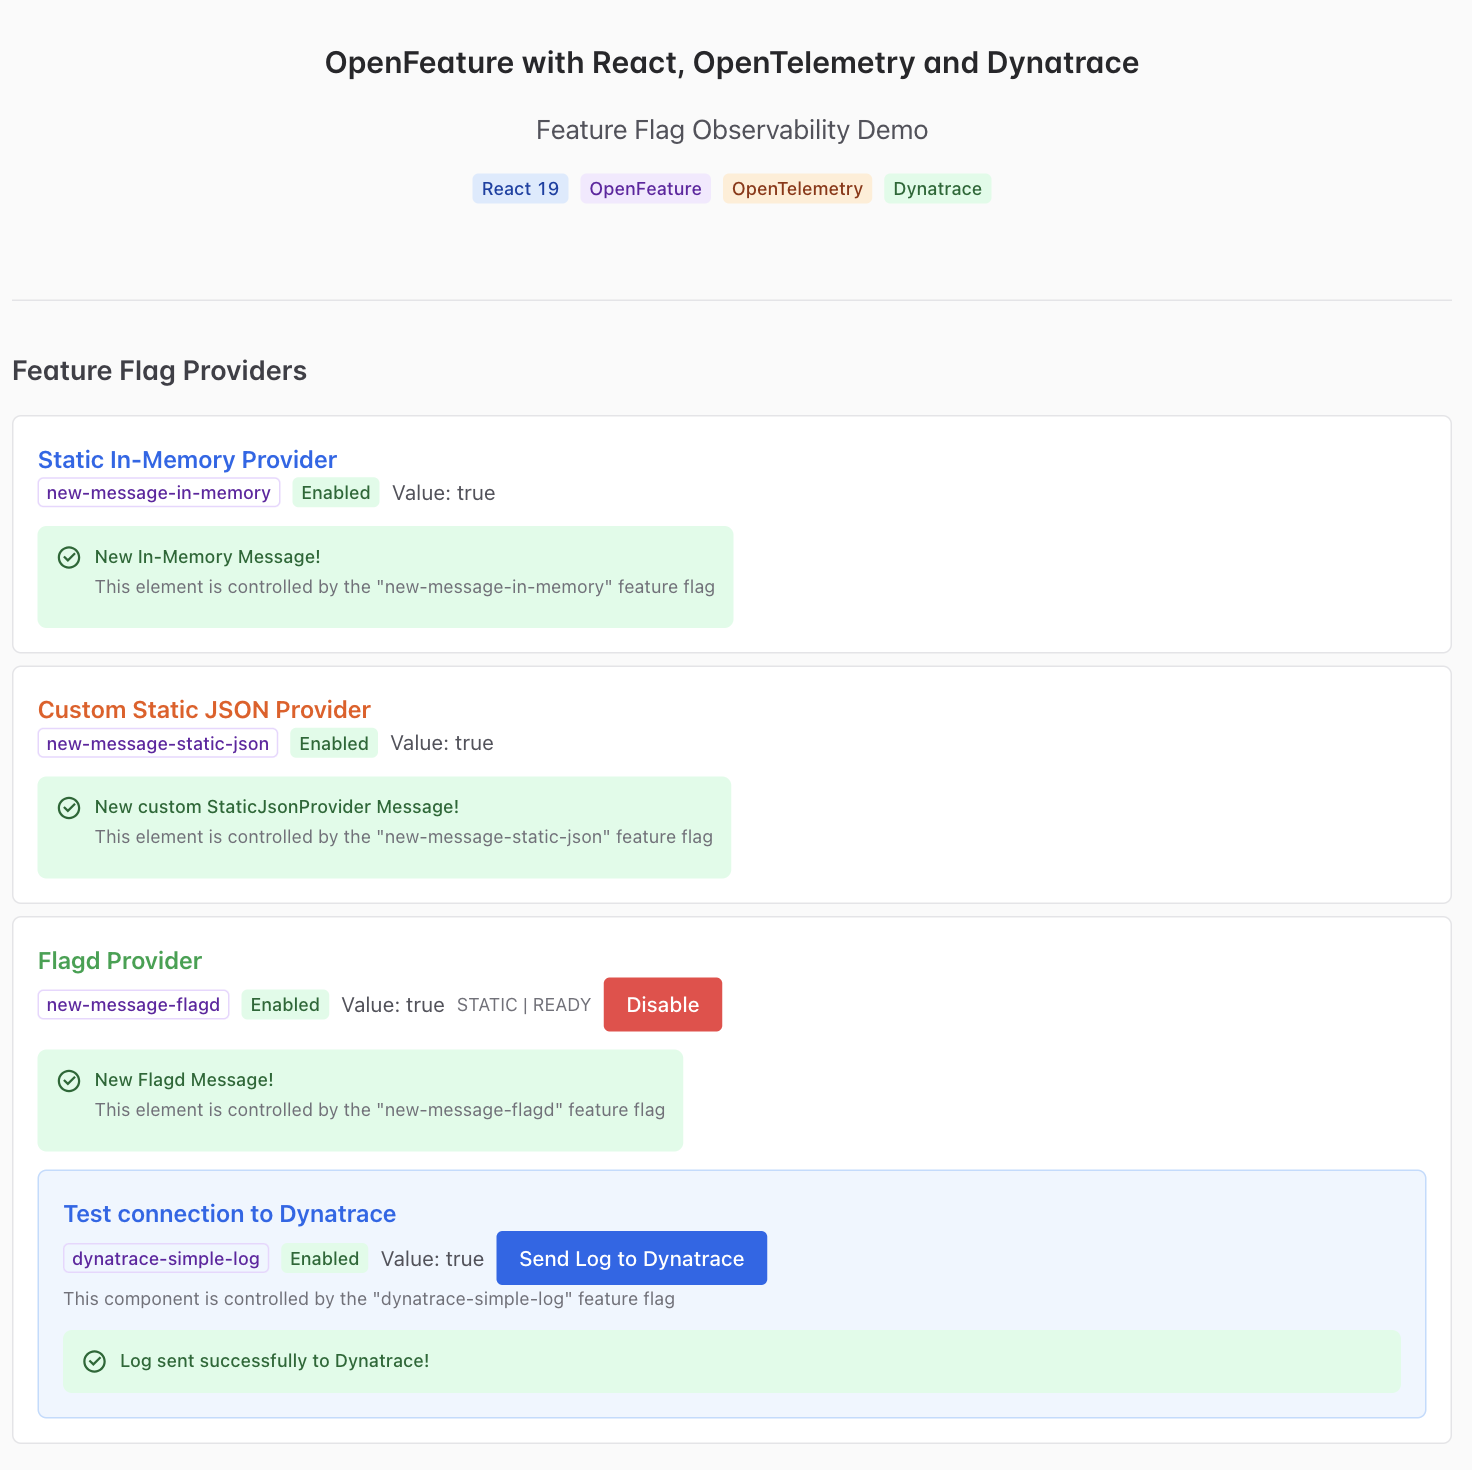 OpenFeature with React, OpenTelemetry and Dynatrace
Feature Flag Observability Demo
React 19 OpenFeature OpenTelemetry Dynatrace
Feature Flag Providers
Static In-Memory Provider
new-message-in-memory Enabled Value: true
New In-Memory Message!
This element is controlled by the "new-message-in-memory" feature flag
Custom Static JSON Provider
new-message-static-json Enabled Value: true
New custom StaticJsonProvider Message!
This element is controlled by the "new-message-static-json" feature flag
Flagd Provider
new-message-flagd Enabled Value: true STATIC | READY Disable
New Flagd Message!
This element is controlled by the "new-message-flagd" feature flag
Test connection to Dynatrace
dynatrace-simple-log Enabled Value: true Send Log to Dynatrace
This component is controlled by the "dynatrace-simple-log" feature flag
Log sent successfully to Dynatrace!